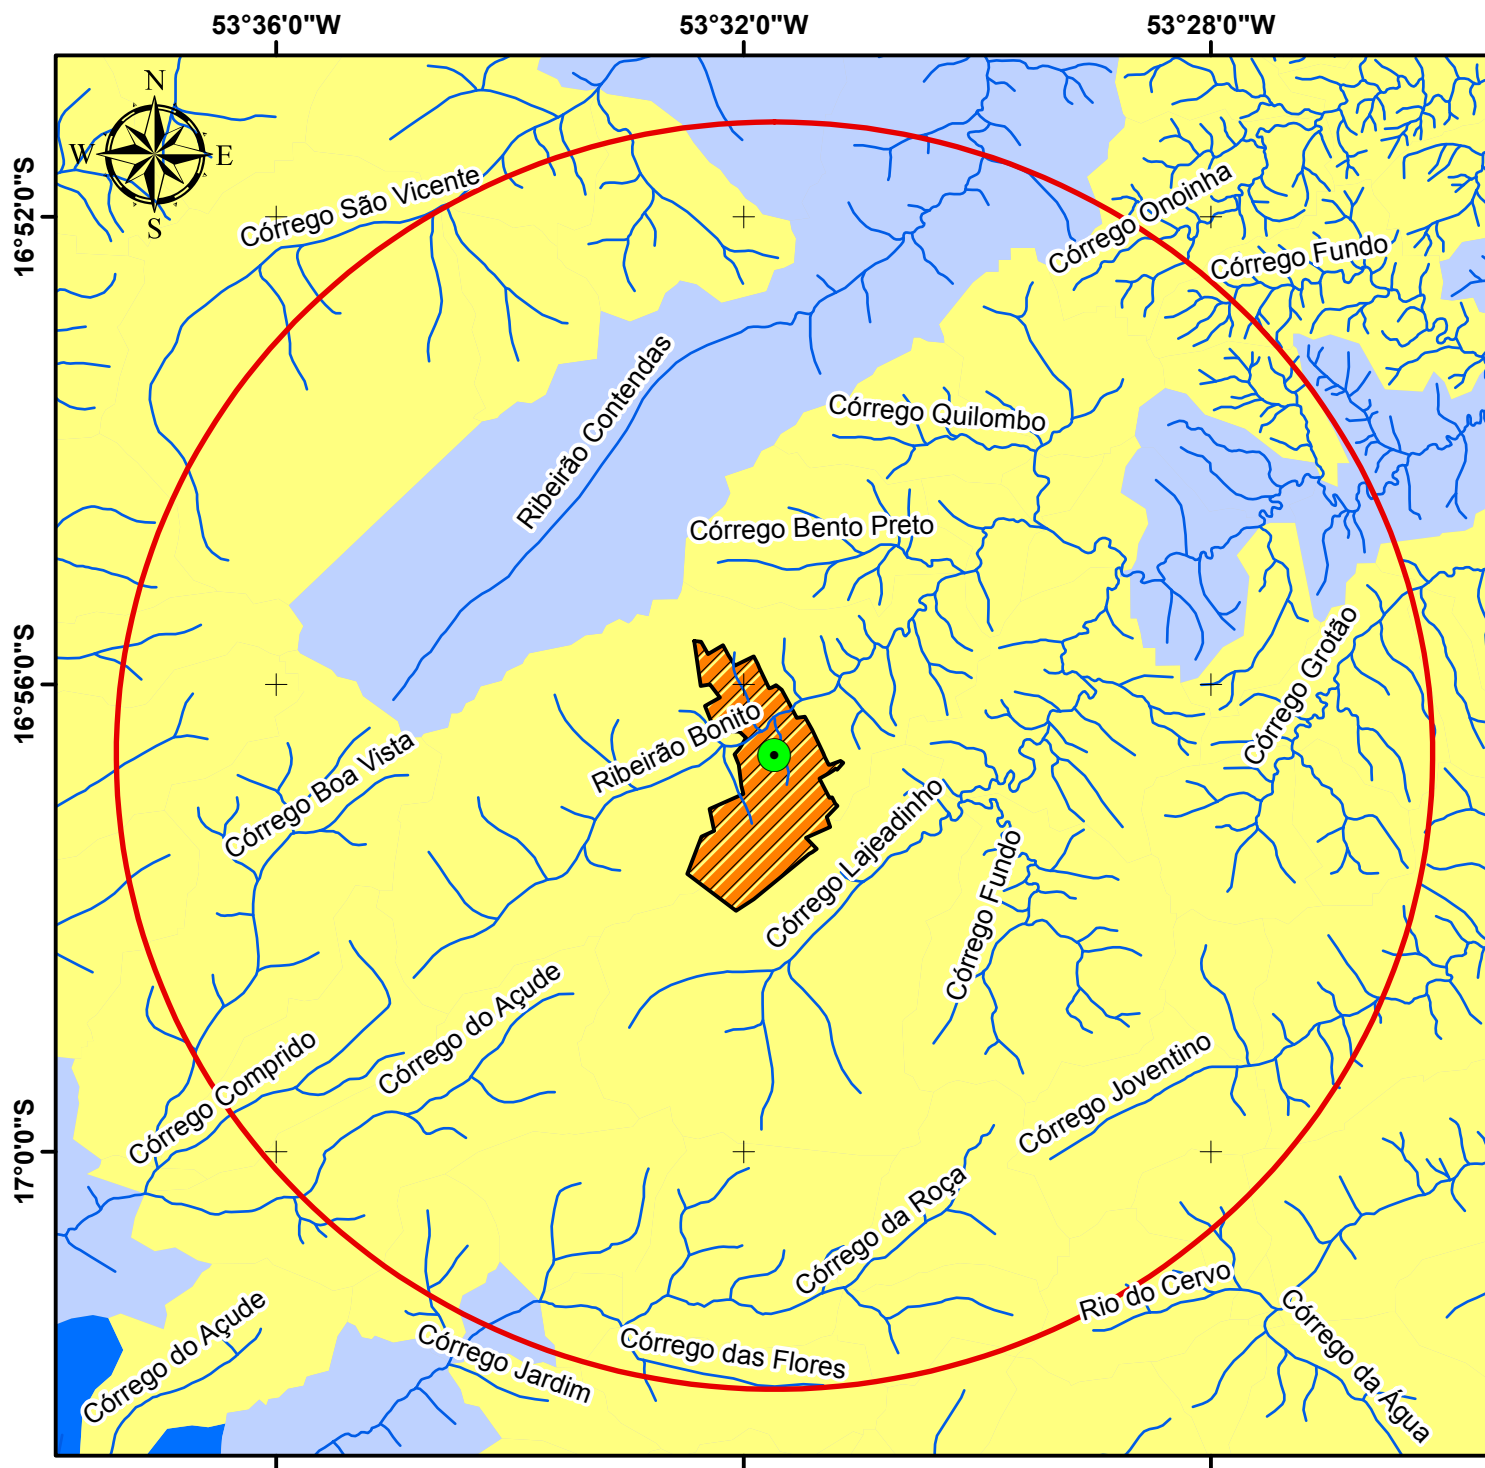 53°36'0"W
53°32'0"W
53°28'0"W
N
W
E
S
16°52'0"S
16°56'0"S
17°0'0"S
Córrego São Vicente
Córrego Onoinha
Córrego Fundo
Ribeirão Contendas
Córrego Quilombo
Córrego Bento Preto
Córrego Grotão
Ribeirão Bonito
Córrego Boa Vista
Córrego Lajeadinho
Córrego Fundo
Córrego do Açude
Córrego Comprido
Córrego Joventino
Córrego da Roça
Rio do Cervo
Córrego do Açude
Córrego Jardim
Córrego das Flores
Córrego da Água